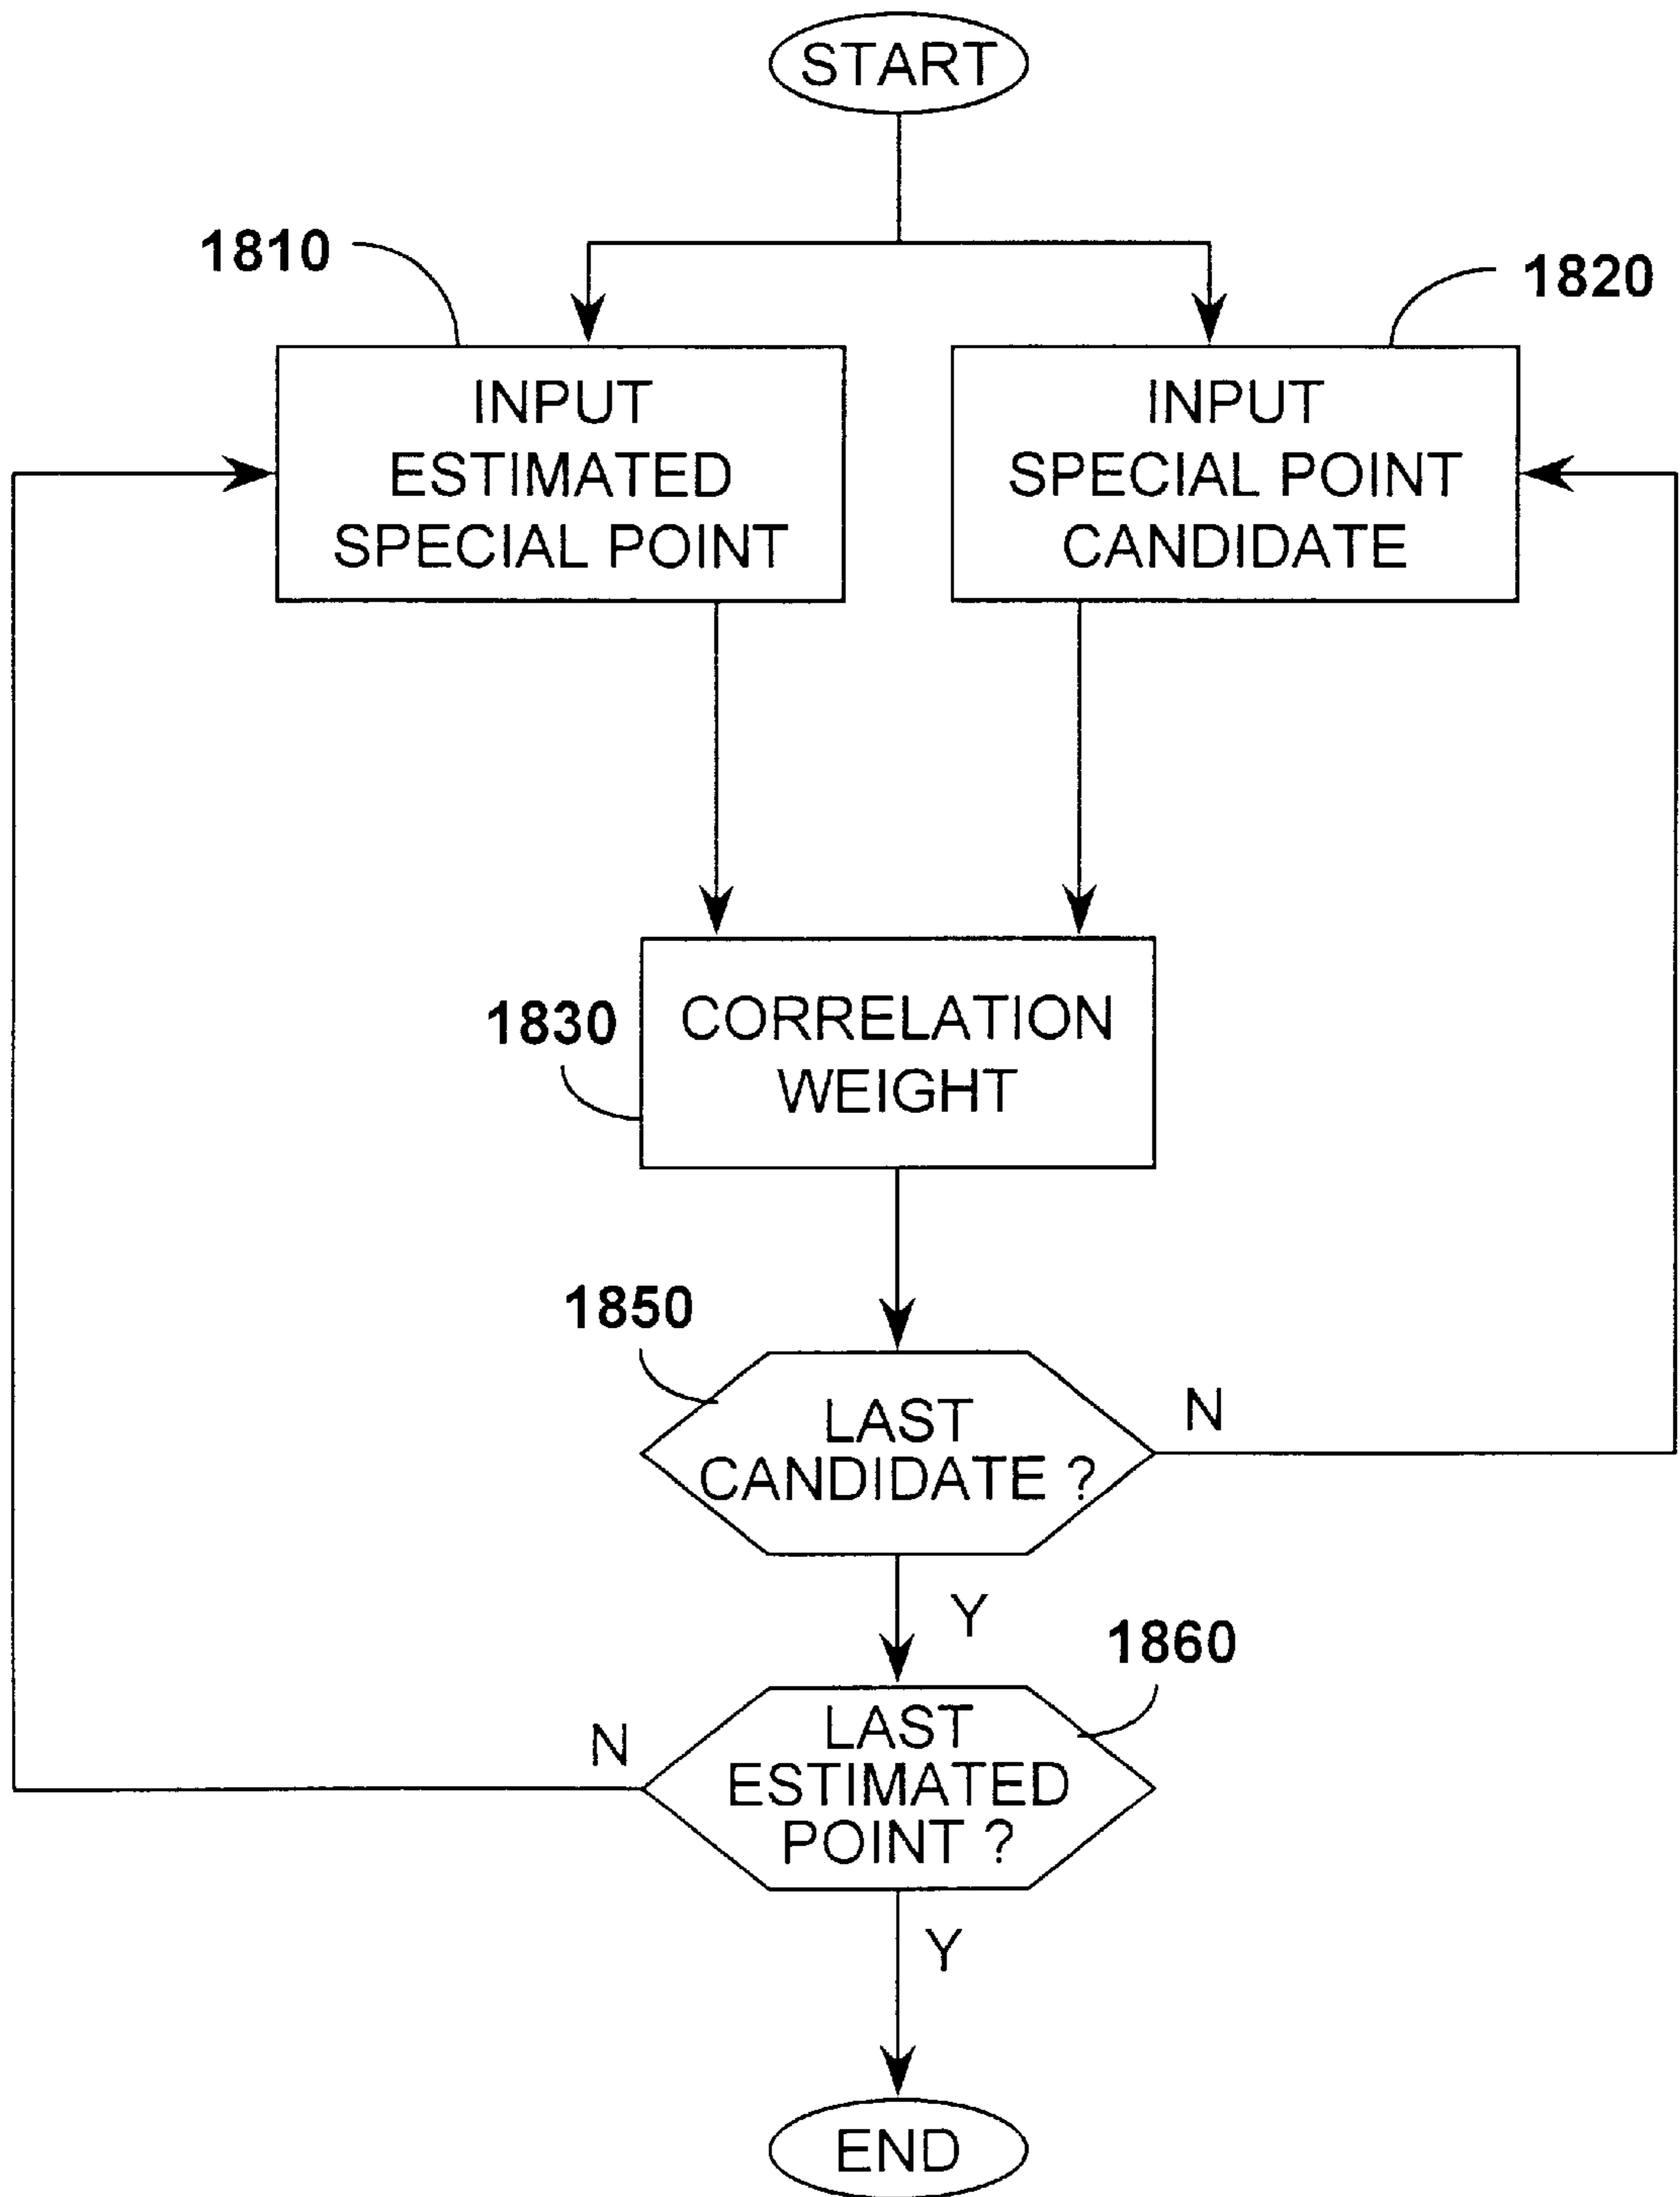 START
1810
1820
INPUT
ESTIMATED
SPECIAL POINT
INPUT
SPECIAL POINT
CANDIDATE
1830
CORRELATION
WEIGHT
1850
LAST
CANDIDATE ?
N
Y
1860
LAST
ESTIMATED
POINT ?
N
Y
END